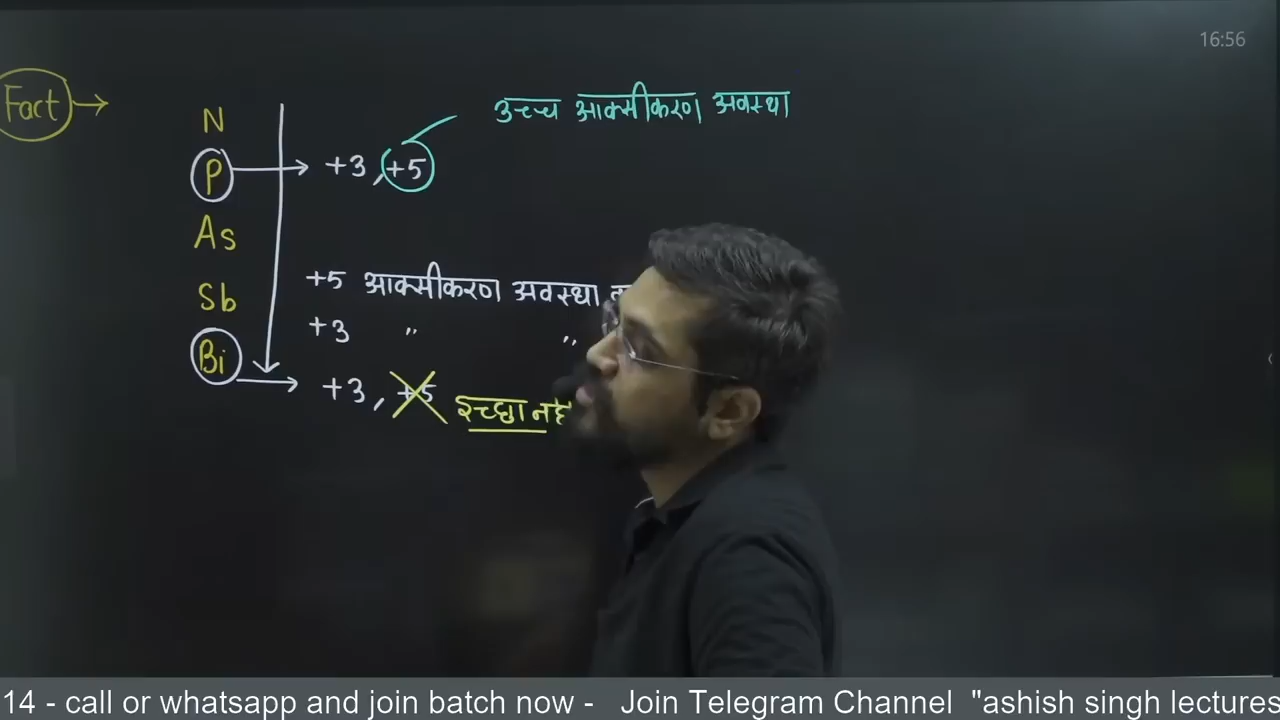 16:56
Fact →
उच्च आक्सीकरण अवस्था
N
P → +3, +5
As
+5 आक्सीकरण अवस्था
Sb
+3 " "
Bi → +3, +5 इच्छा
14 - call or whatsapp and join batch now - Join Telegram Channel "ashish singh lectures